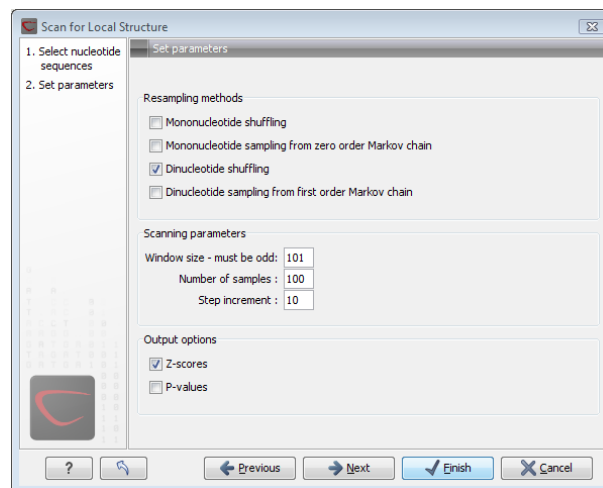 Scan for Local Structure
1. Select nucleotide
sequences
2. Set parameters
Set parameters
Resampling methods
Mononucleotide shuffling
Mononucleotide sampling from zero order Markov chain
Dinucleotide shuffling
Dinucleotide sampling from first order Markov chain
Scanning parameters
Window size - must be odd: 101
Number of samples : 100
Step increment : 10
Output options
Z-scores
P-values
? Previous Next Finish Cancel